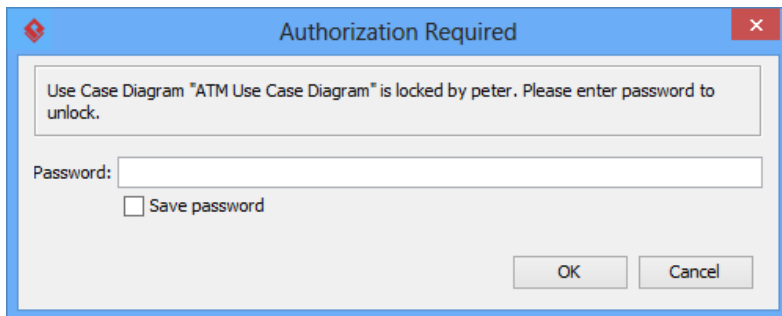 Authorization Required
Use Case Diagram "ATM Use Case Diagram" is locked by peter. Please enter password to
unlock.
Password:
Save password
OK Cancel